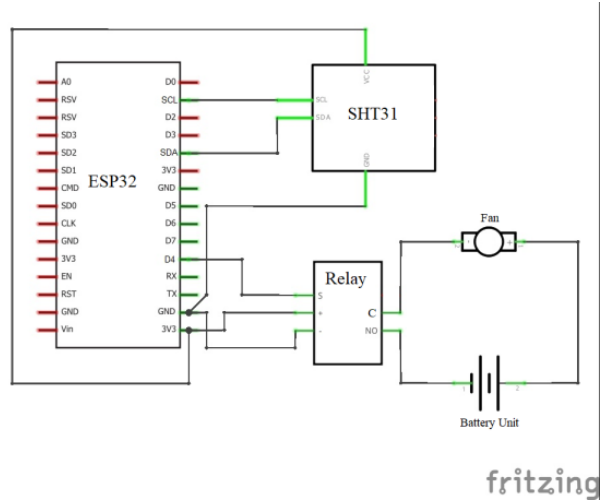 VCC
A0
D0
RSV
SCL
SCL
SHT31
RSV
D2
SDA
SD3
D3
SD2
SDA
SD1
3V3
GND
ESP32
CMD
GND
SD0
D5
CLK
D6
Fan
GND
D7
3V3
D4
Relay
EN
RX
RST
TX
S
GND
GND
+
C
Vin
3V3
-
NO
Battery Unit
fritzing